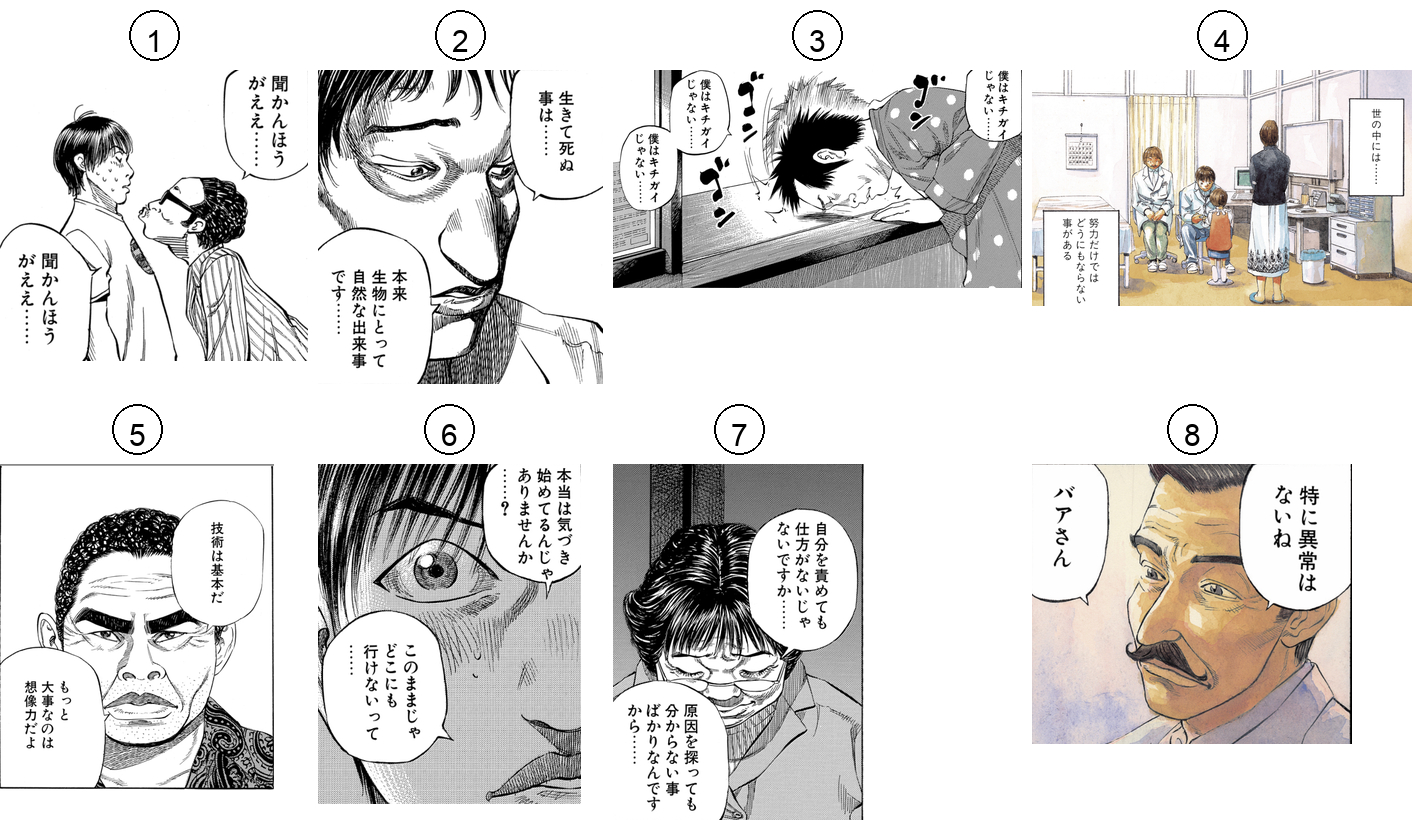 1
聞かんほう
がええ……
聞かんほう
がええ……
2
生きて死ぬ
事は……
本来
生物にとって
自然な出来事
です……
3
僕はキチガイ
じゃない…
ゴン
僕はキチガイ
じゃない……
ゴン
僕はキチガイ
じゃない……
ゴン
4
世の中には……
努力だけでは
どうにもならない
事がある
5
技術は基本だ
もっと
大事なのは
想像力だよ
6
本当は気づき
始めてるんじゃ
ありませんか
……?
このままじゃ
どこにも
行けないって
……
7
自分を責めても
仕方がないじゃ
ないですか……
原因を探っても
分からない事
ばかりなんです
から……
8
特に異常は
ないね
バアさん